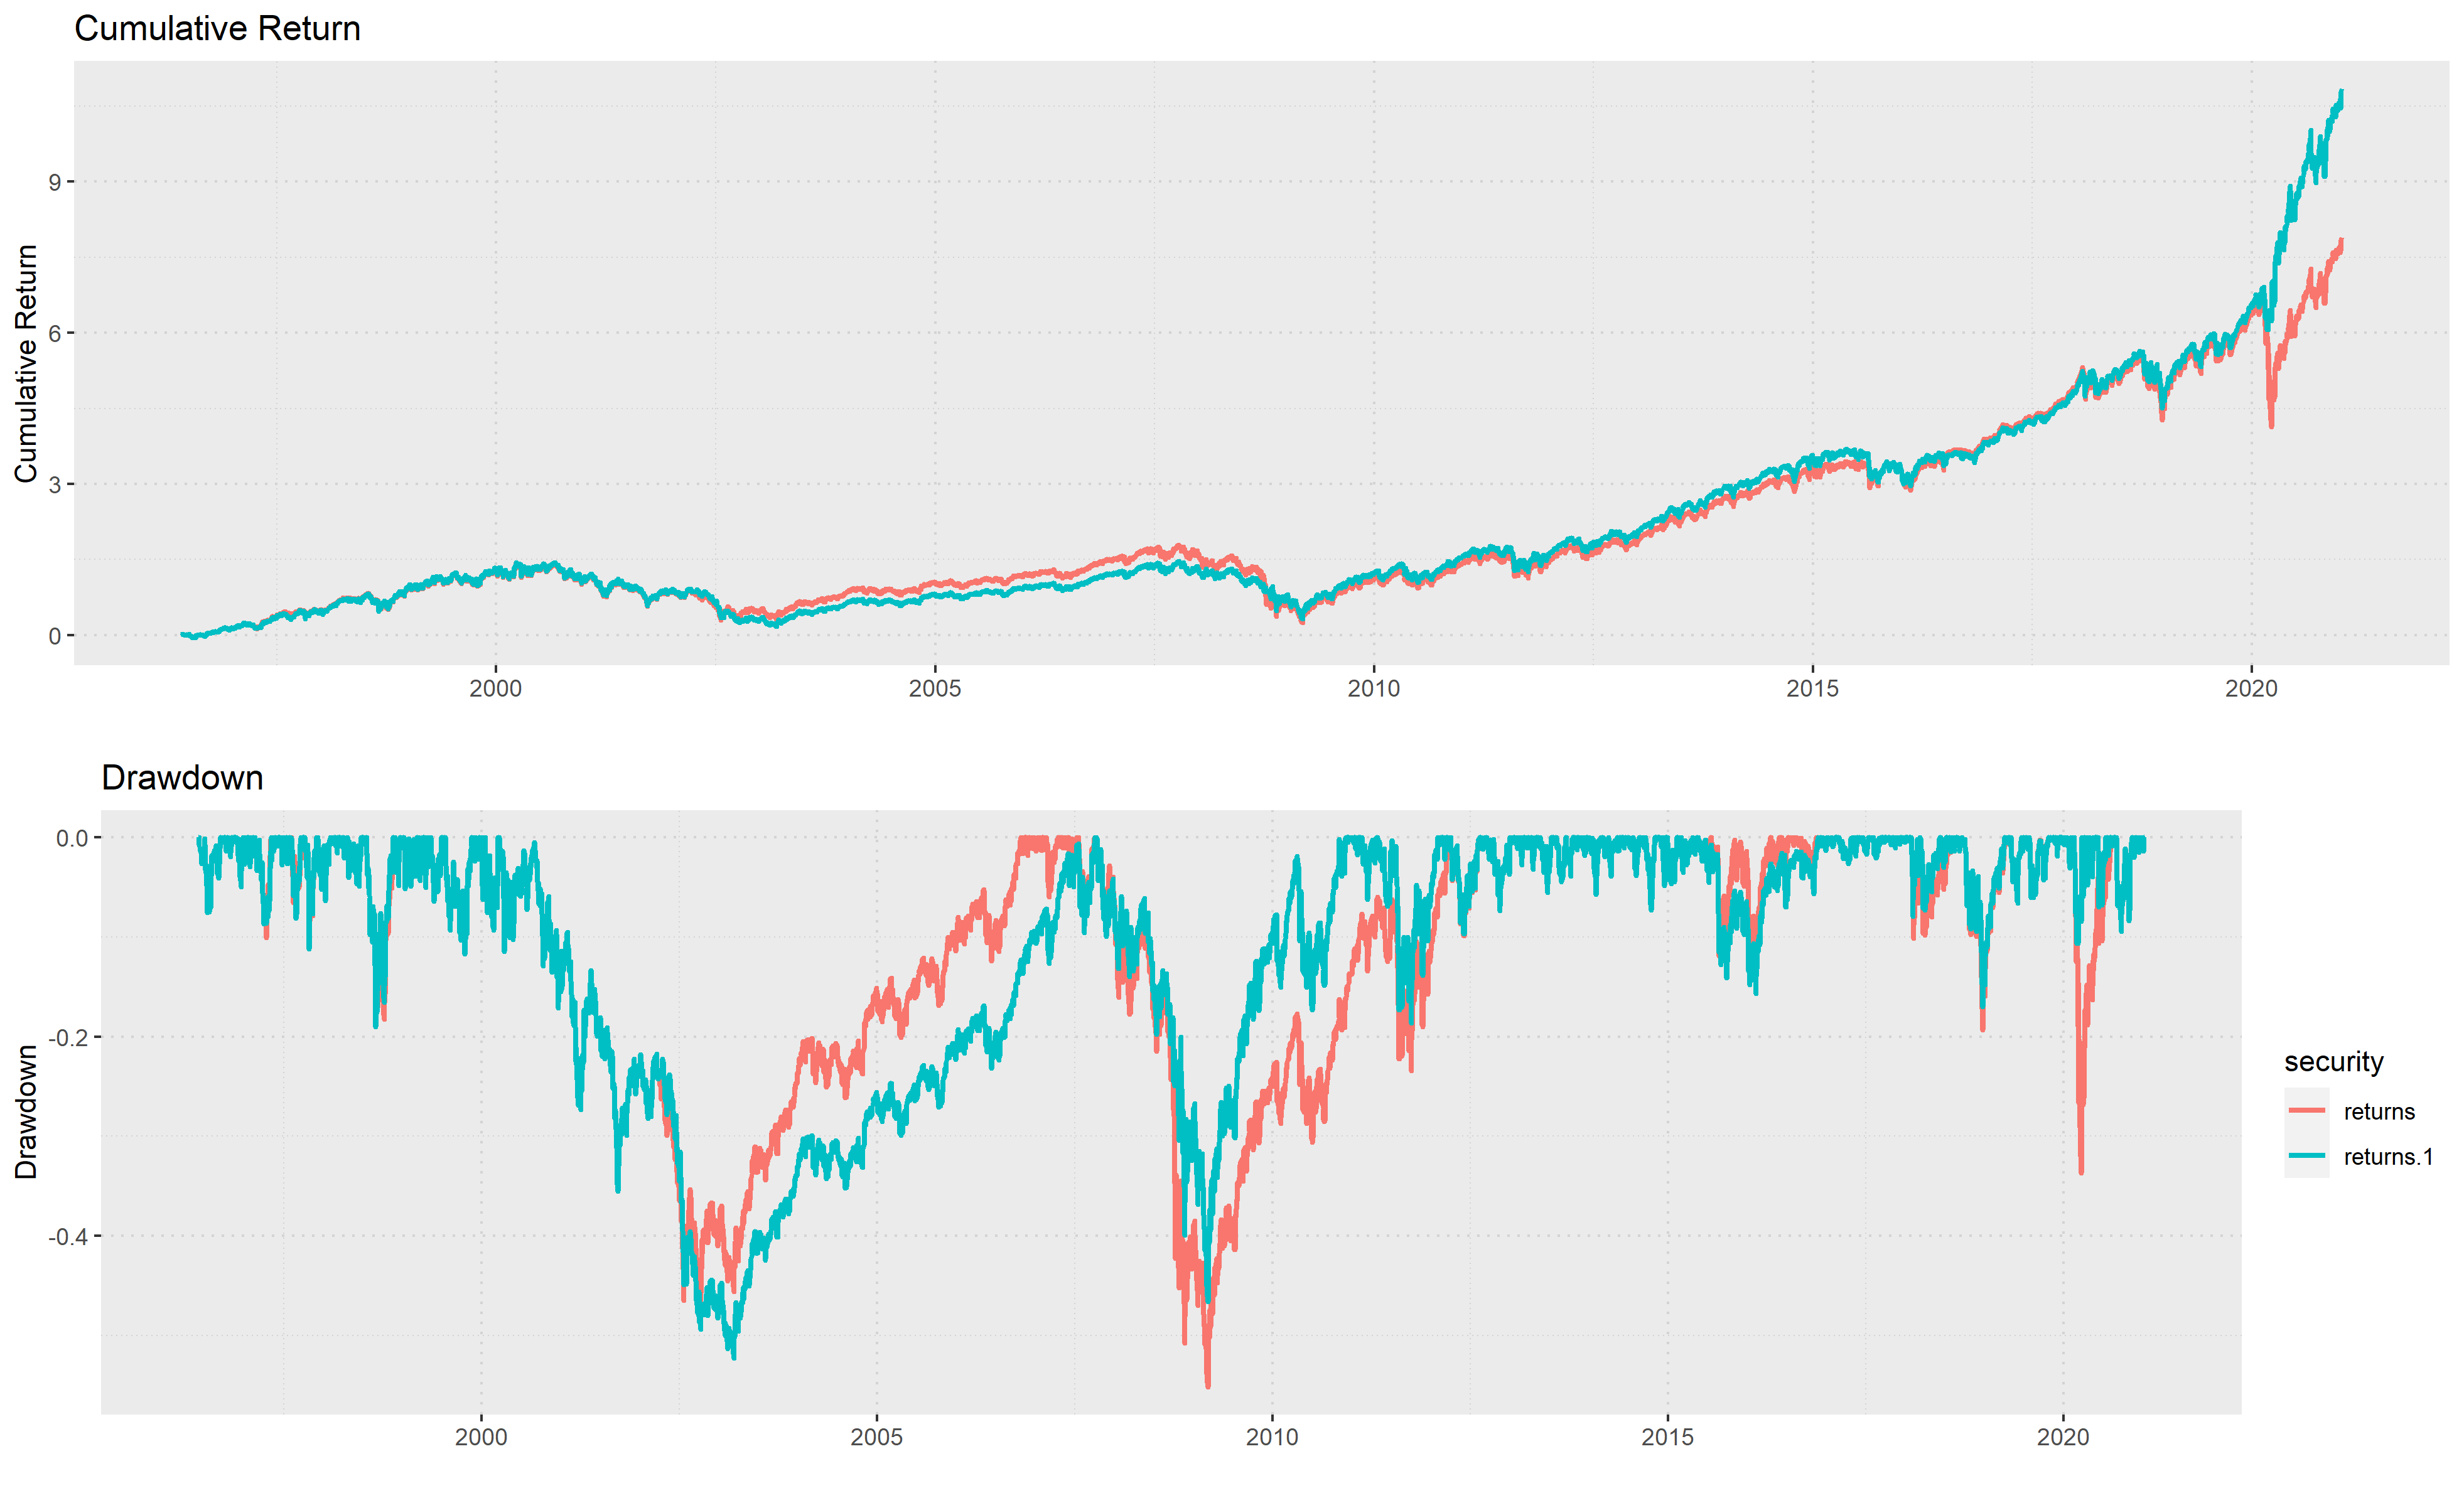 Cumulative Return
Cumulative Return
9
6
3
0
2000 2005 2010 2015 2020
Drawdown
Drawdown
0.0
-0.2
-0.4
2000 2005 2010 2015 2020
security
returns
returns.1